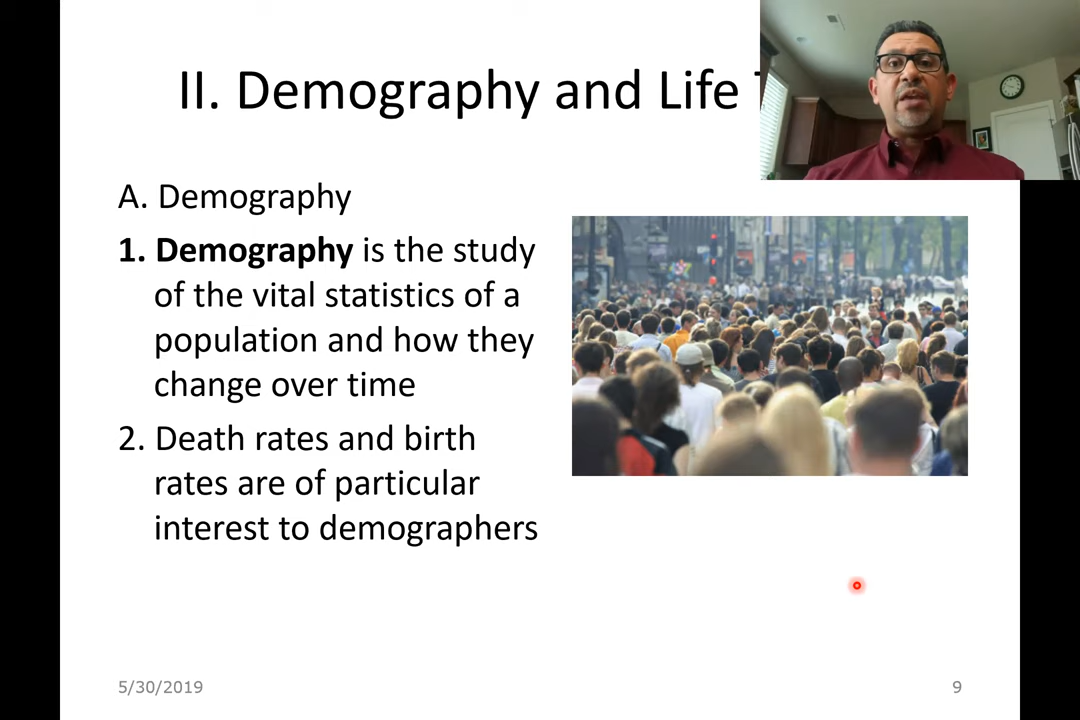 II. Demography and Life
A. Demography
1. Demography is the study
of the vital statistics of a
population and how they
change over time
2. Death rates and birth
rates are of particular
interest to demographers
5/30/2019
9